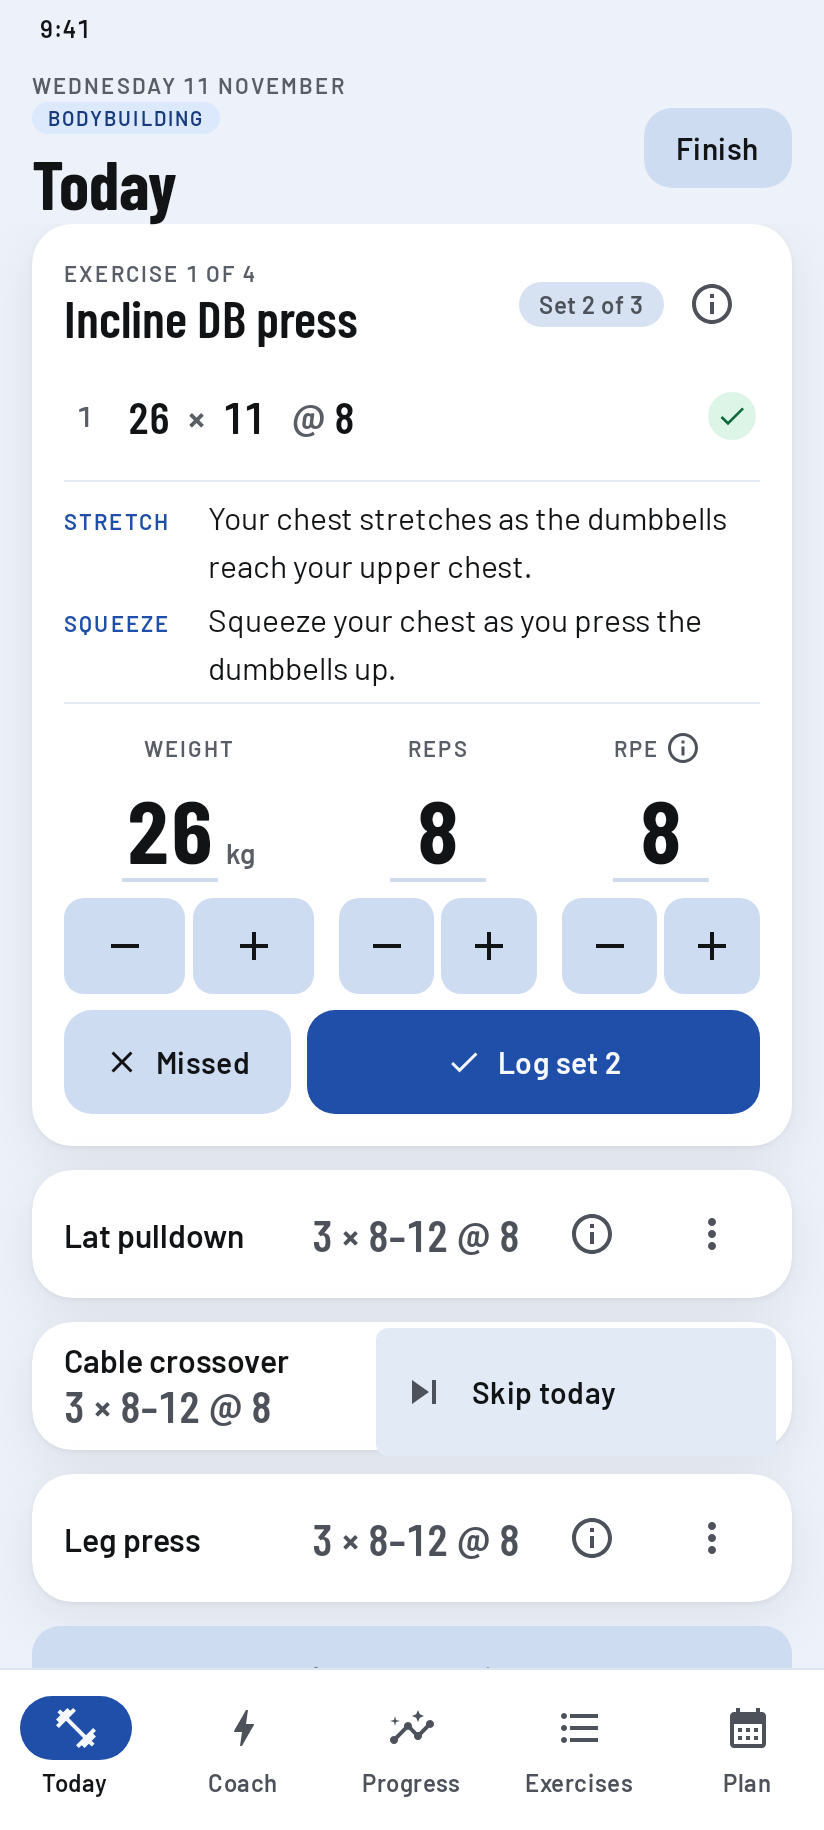 9:41
WEDNESDAY 11 NOVEMBER
BODYBUILDING
Finish
Today
EXERCISE 1 OF 4
Incline DB press
Set 2 of 3
1 26 × 11 @ 8
STRETCH Your chest stretches as the dumbbells
reach your upper chest.
SQUEEZE Squeeze your chest as you press the
dumbbells up.
WEIGHT REPS RPE
26 kg 8 8
Missed Log set 2
Lat pulldown 3 × 8–12 @ 8
Cable crossover
3 × 8–12 @ 8
Skip today
Leg press 3 × 8–12 @ 8
Today Coach Progress Exercises Plan